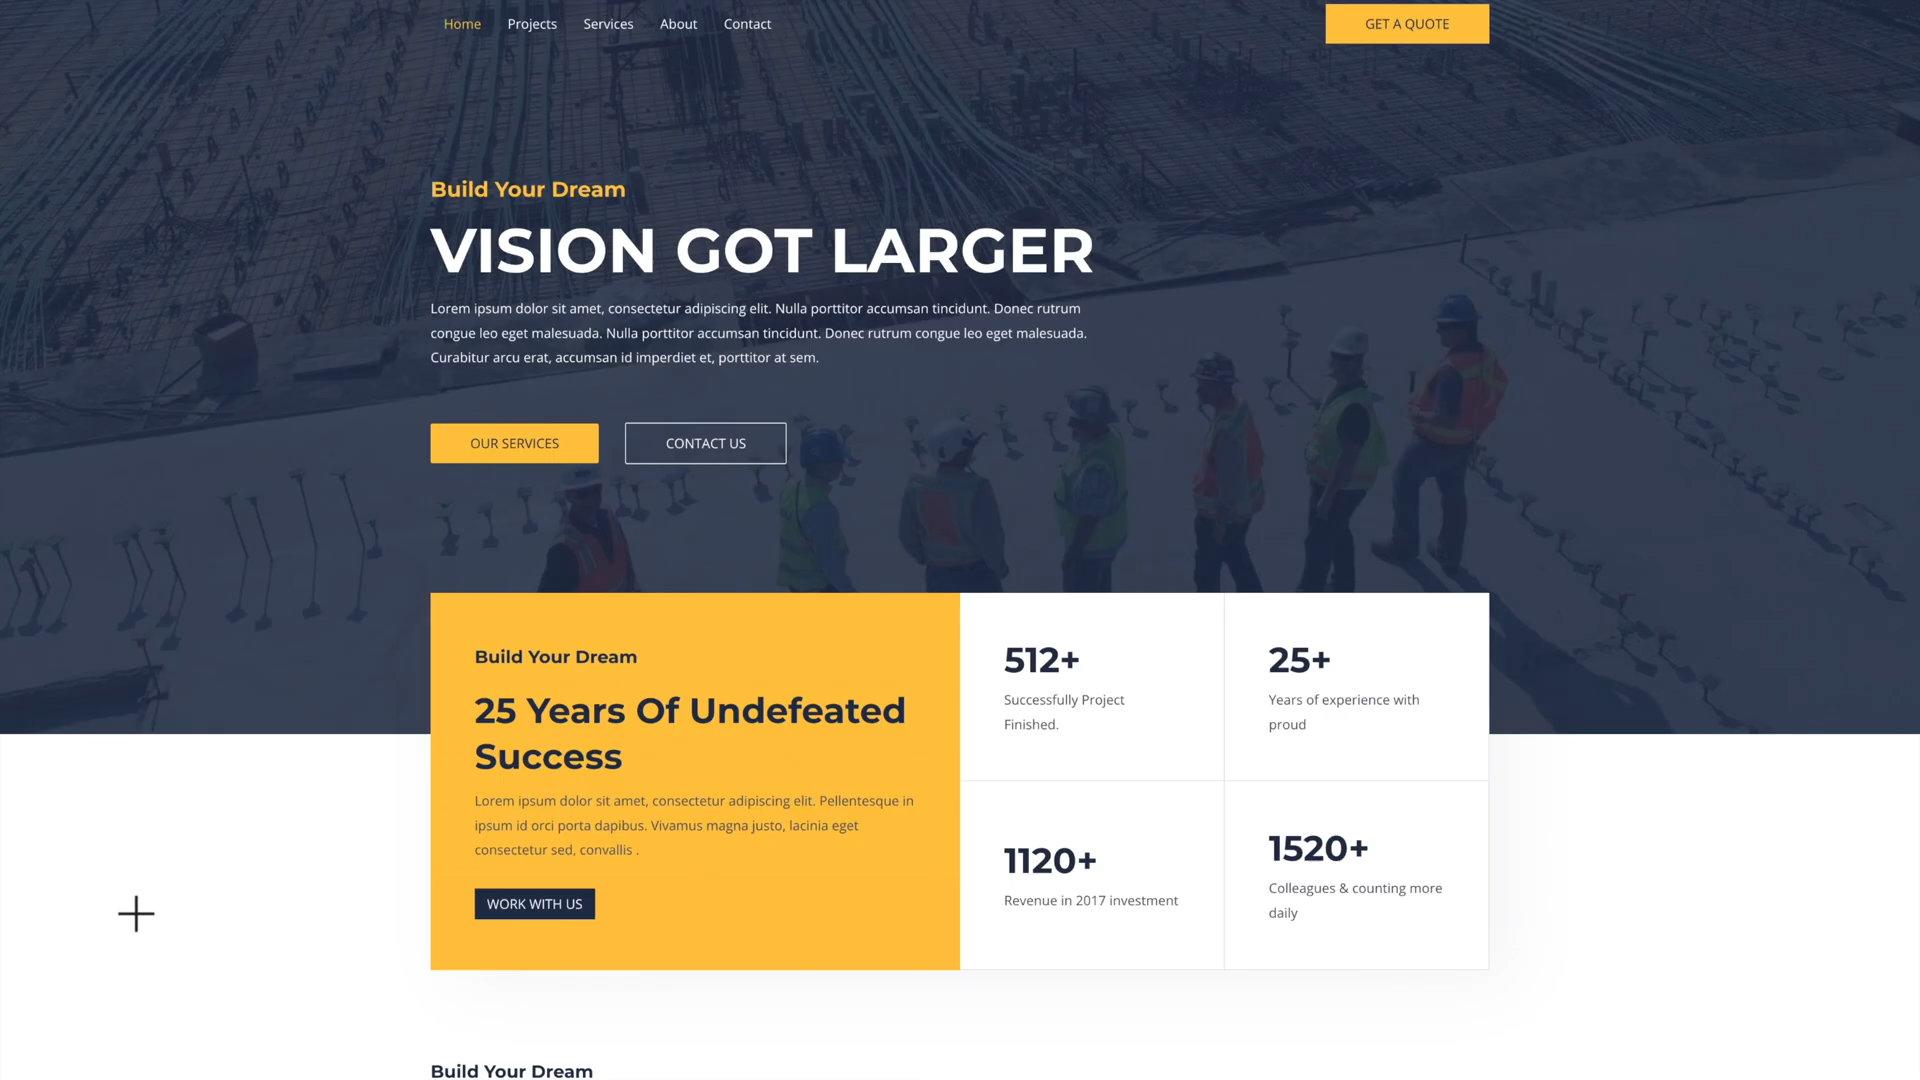 Home Projects Services About Contact GET A QUOTE
Build Your Dream
VISION GOT LARGER
Lorem ipsum dolor sit amet, consectetur adipiscing elit. Nulla porttitor accumsan tincidunt. Donec rutrum
congue leo eget malesuada. Nulla porttitor accumsan tincidunt. Donec rutrum congue leo eget malesuada.
Curabitur arcu erat, accumsan id imperdiet et, porttitor at sem.
OUR SERVICES CONTACT US
Build Your Dream
25 Years Of Undefeated
Success
Lorem ipsum dolor sit amet, consectetur adipiscing elit. Pellentesque in
ipsum id orci porta dapibus. Vivamus magna justo, lacinia eget
consectetur sed, convallis .
WORK WITH US
512+
Successfully Project
Finished.
25+
Years of experience with
proud
1120+
Revenue in 2017 investment
1520+
Colleagues & counting more
daily
Build Your Dream